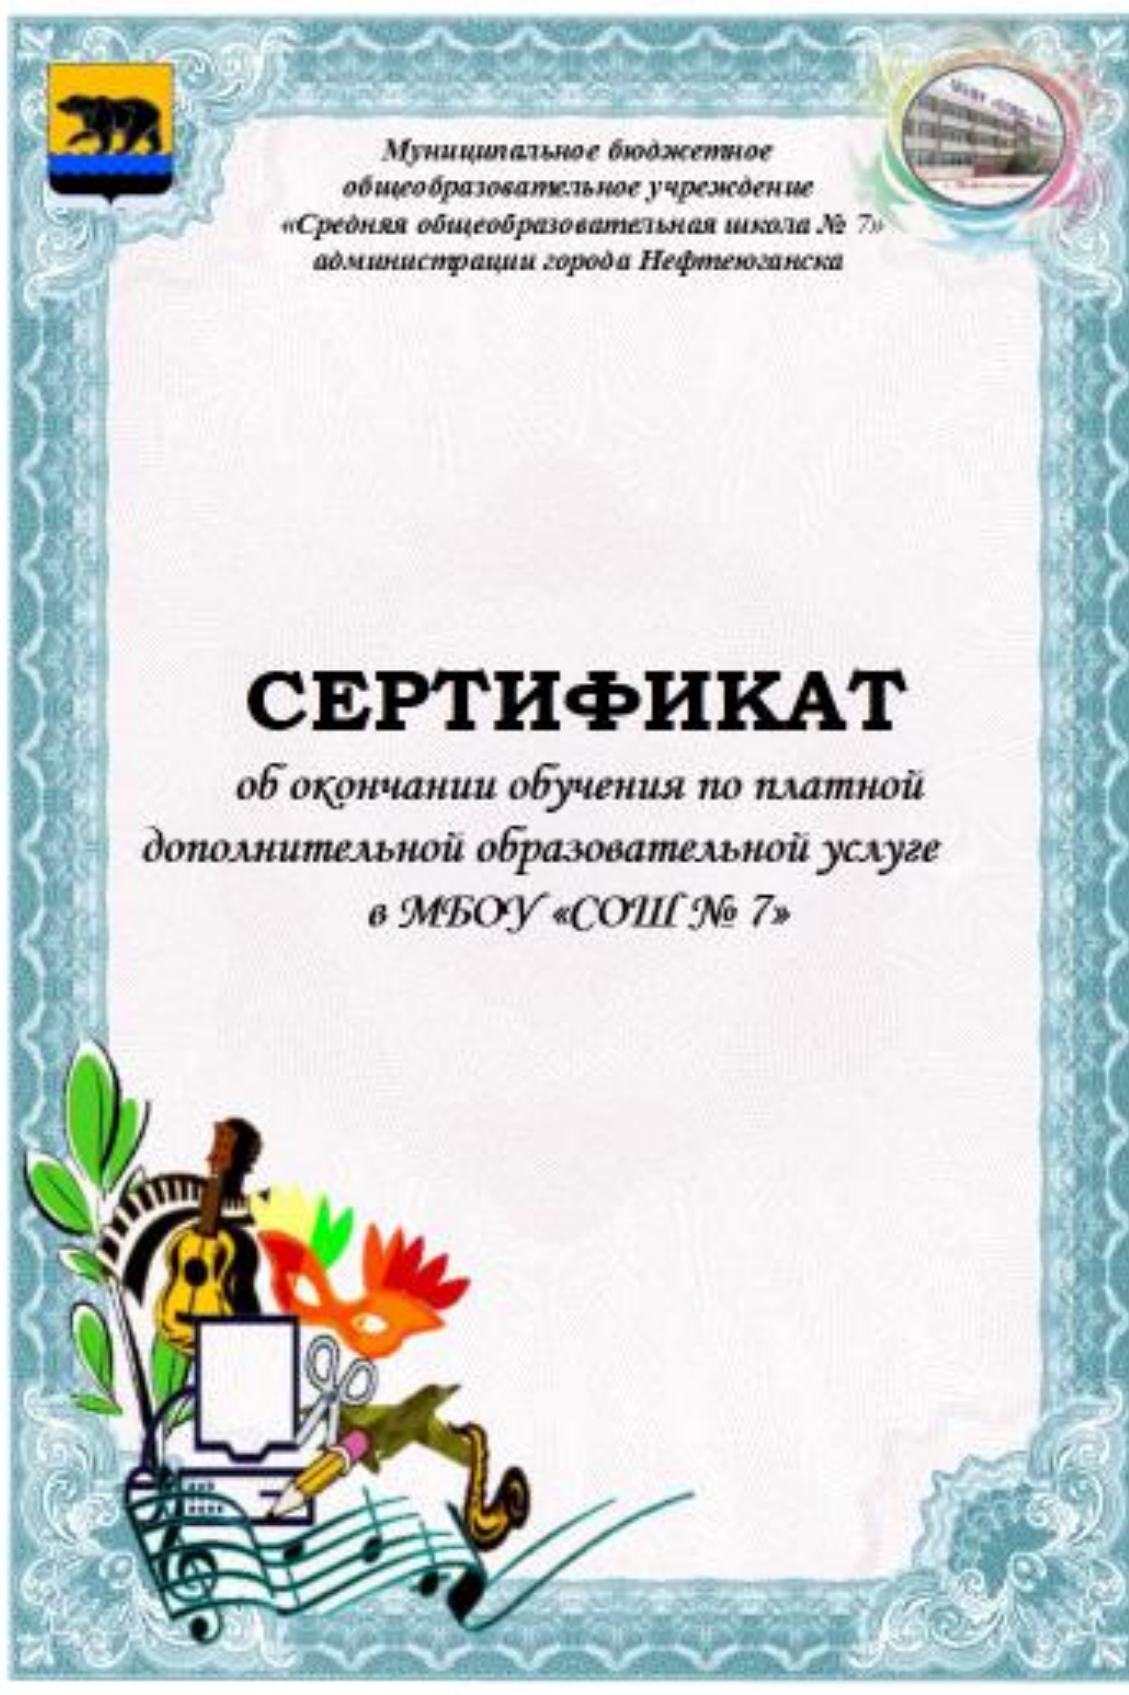 Муниципальное бюджетное
общеобразовательное учреждение
«Средняя общеобразовательная школа № 7»
администрации города Нефтеюганска
СЕРТИФИКАТ
об окончании обучения по платной
дополнительной образовательной услуге
в МБОУ «СОШ № 7»